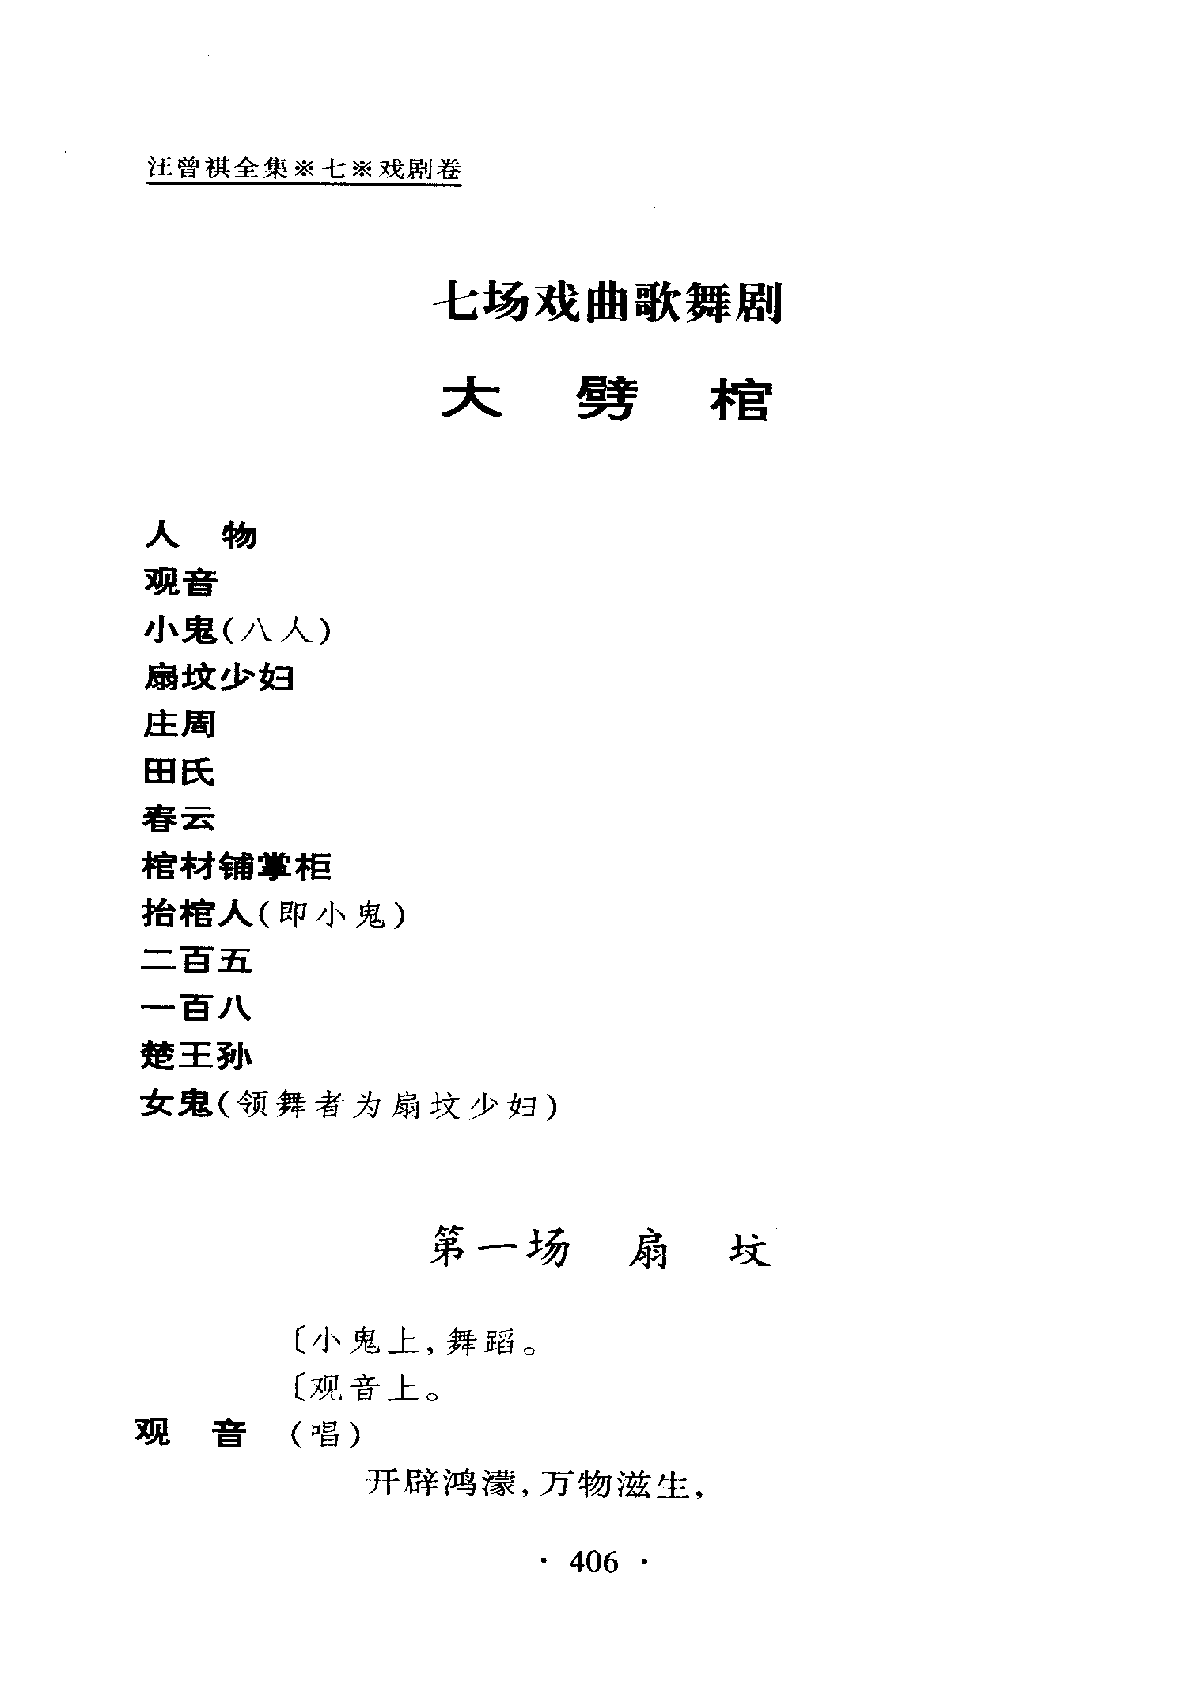 汪曾祺全集※七※戏剧卷
七场戏曲歌舞剧
大 劈 棺
人 物
观音
小鬼(八人)
扇坟少妇
庄周
田氏
春云
棺材铺掌柜
抬棺人(即小鬼)
二百五
一百八
楚王孙
女鬼(领舞者为扇坟少妇)
第一场 扇 坟
〔小鬼上,舞蹈。
〔观音上。
观 音 (唱)
开辟鸿濛,万物滋生,
· 406 ·